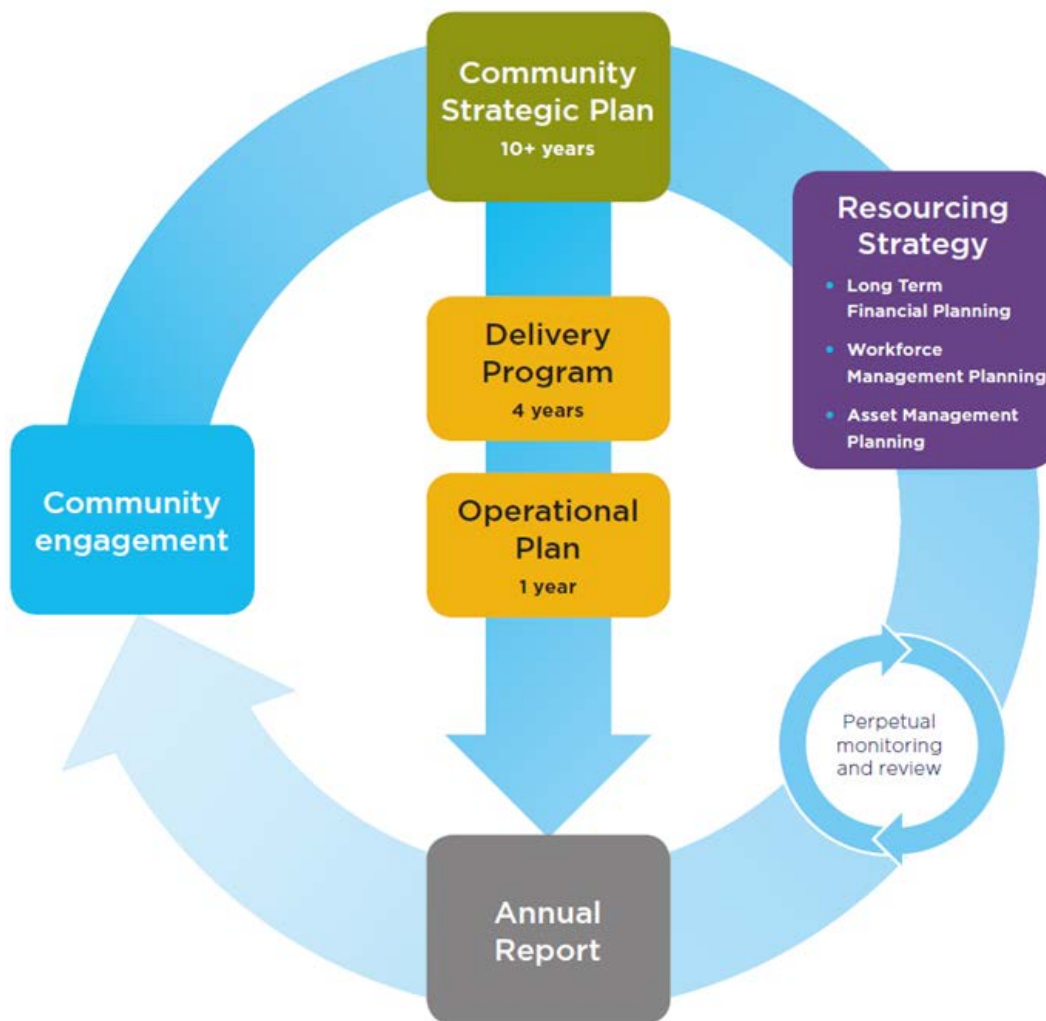 Community
Strategic Plan
10+ years
Resourcing
Strategy
• Long Term
Financial Planning
• Workforce
Management Planning
• Asset Management
Planning
Delivery
Program
4 years
Community
engagement
Operational
Plan
1 year
Perpetual
monitoring
and review
Annual
Report